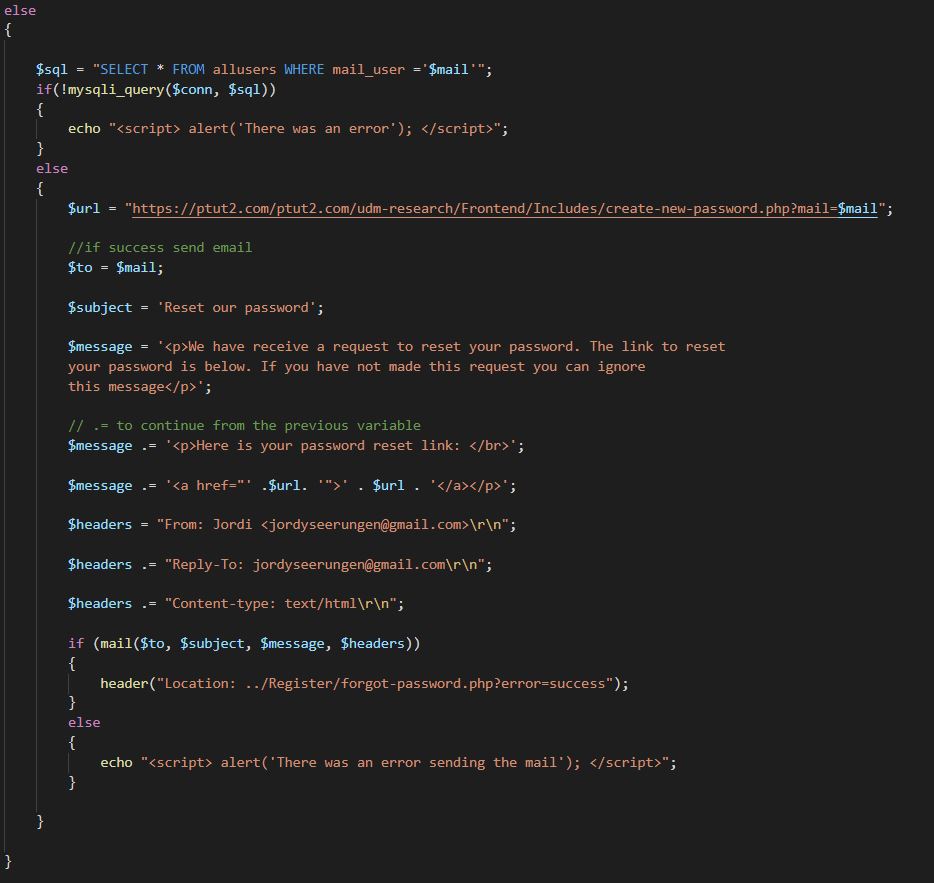 else
{
$sql = "SELECT * FROM allusers WHERE mail_user ='$mail'";
if(!mysqli_query($conn, $sql))
{
echo "<script> alert('There was an error'); </script>";
}
else
{
$url = "https://ptut2.com/ptut2.com/udm-research/Frontend/Includes/create-new-password.php?mail=$mail";
//if success send email
$to = $mail;
$subject = 'Reset our password';
$message = '<p>We have receive a request to reset your password. The link to reset
your password is below. If you have not made this request you can ignore
this message</p>';
// .= to continue from the previous variable
$message .= '<p>Here is your password reset link: </br>';
$message .= '<a href="' .$url. '">' . $url . '</a></p>';
$headers = "From: Jordi <jordyseerungen@gmail.com>\r\n";
$headers .= "Reply-To: jordyseerungen@gmail.com\r\n";
$headers .= "Content-type: text/html\r\n";
if (mail($to, $subject, $message, $headers))
{
header("Location: ../Register/forgot-password.php?error=success");
}
else
{
echo "<script> alert('There was an error sending the mail'); </script>";
}
}
}